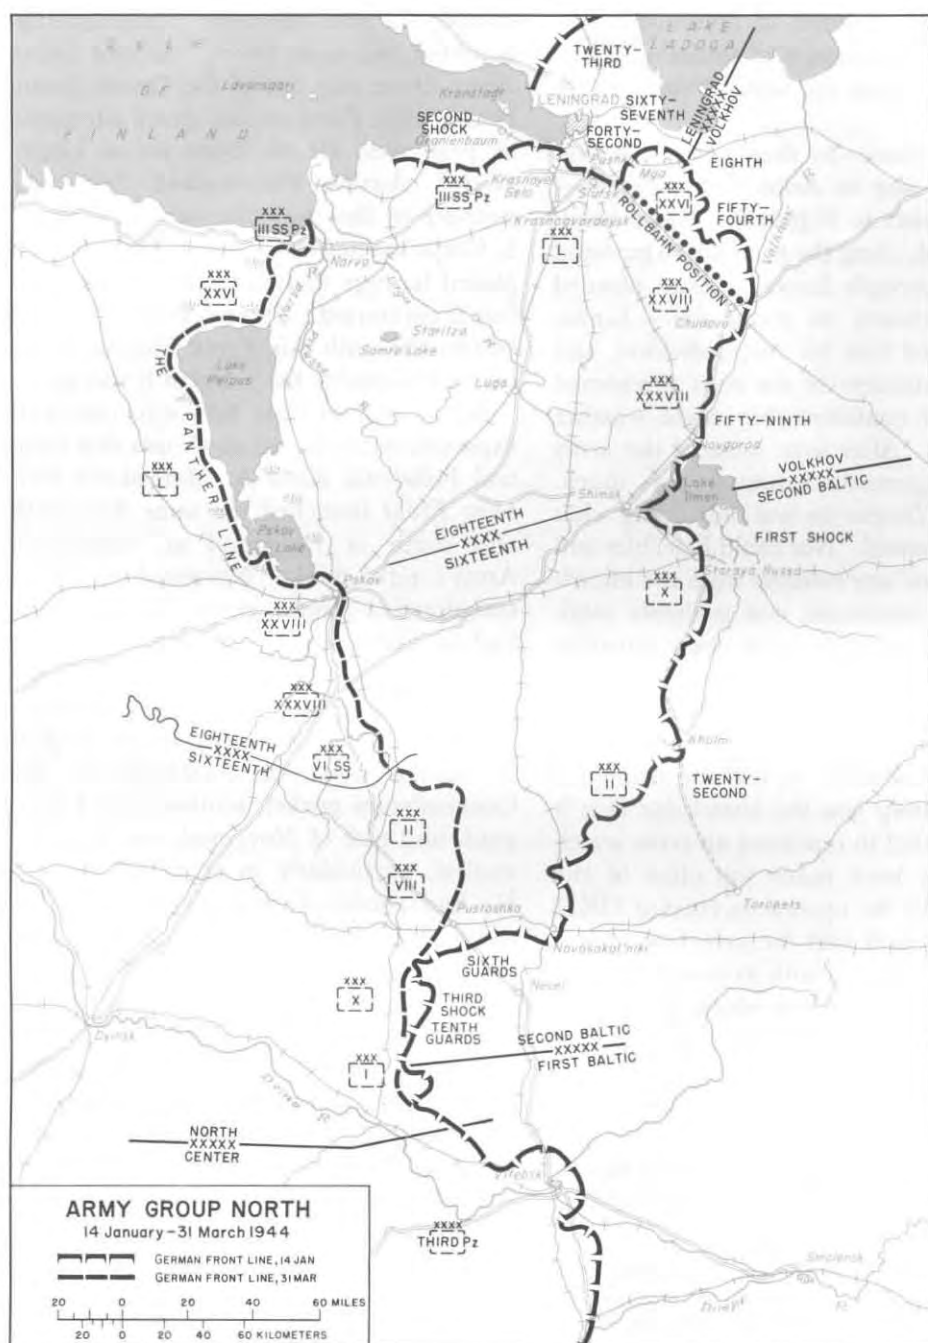 LAKE
LADOGA
GULF
OF
FINLAND
Lavansaari
Kronstadt
TWENTY-
THIRD
LENINGRAD
SIXTY-
SEVENTH
LENINGRAD
XXXXX
VOLKHOV
SECOND
SHOCK
Oranienbaum
FORTY-
SECOND
EIGHTH
Mga
XXX
III SS Pz
Krasnoye
Selo
Slutsk
XXX
XXVI
FIFTY-
FOURTH
Krasnogvardeysk
ROLLBAHN POSITION
Volkhov R
XXX
III SS Pz
Narva
Narva R
XXX
L
XXX
XXVI
XXX
XXVIII
Chudovo
THE PANTHER LINE
Lake
Peipus
Staritza
Samro Lake
Luga
XXX
XXXVIII
FIFTY-NINTH
Novgorod
Lake
Ilmen
VOLKHOV
XXXXX
SECOND BALTIC
XXX
L
Shimsk
EIGHTEENTH
XXXX
SIXTEENTH
FIRST SHOCK
Pskov
Lake
Staraya Russa
Pskov
XXX
X
XXX
XXVIII
XXX
XXXVIII
EIGHTEENTH
XXXX
SIXTEENTH
XXX
VI SS
Kholm
XXX
II
TWENTY-
SECOND
XXX
II
XXX
VIII
Pustoshka
Toropets
Novosokol'niki
SIXTH
GUARDS
Nevel
XXX
X
THIRD
SHOCK
TENTH
GUARDS
SECOND BALTIC
XXXXX
FIRST BALTIC
Dvinsk
XXX
I
Dvina R
NORTH
XXXXX
CENTER
Vitebsk
XXXX
THIRD Pz
Smolensk
Dnepr R
ARMY GROUP NORTH
14 January-31 March 1944
GERMAN FRONT LINE, 14 JAN
GERMAN FRONT LINE, 31 MAR
20 0 20 40 60 MILES
20 0 20 40 60 KILOMETERS